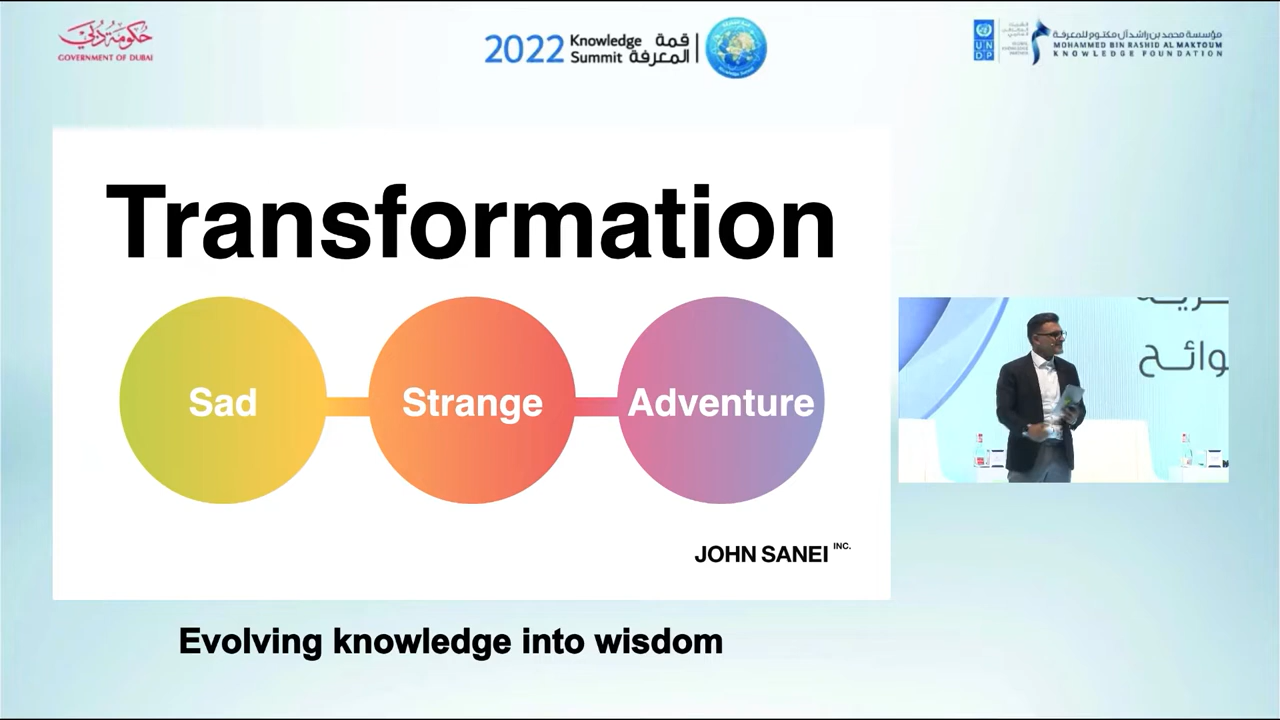 حكومة دبي
GOVERNMENT OF DUBAI
2022 Knowledge Summit
قمة المعرفة
UNDP
مؤسسة محمد بن راشد آل مكتوم للمعرفة
MOHAMMED BIN RASHID AL MAKTOUM
KNOWLEDGE FOUNDATION
Transformation
Sad
Strange
Adventure
JOHN SANEI INC.
Evolving knowledge into wisdom